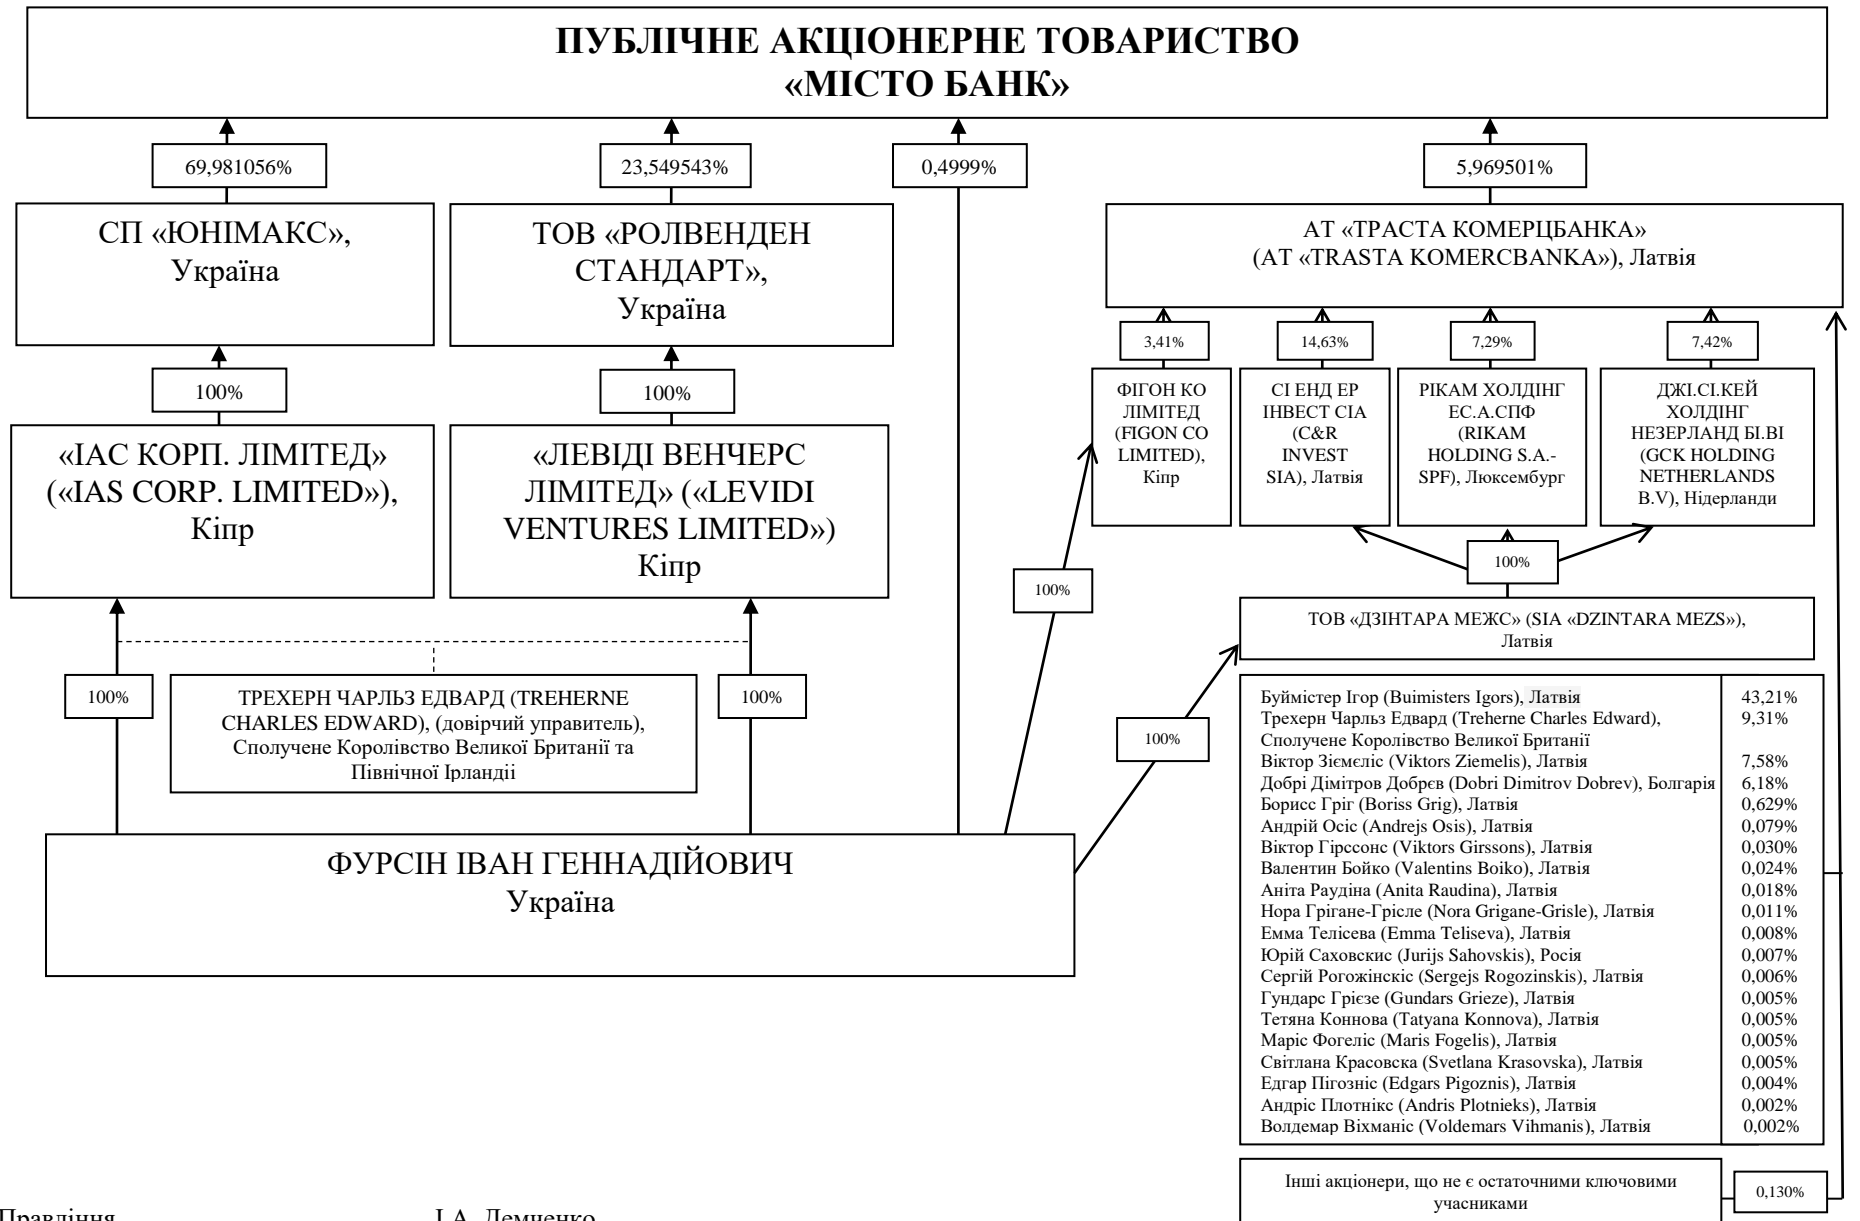 ПУБЛІЧНЕ АКЦІОНЕРНЕ ТОВАРИСТВО
«МІСТО БАНК»
69,981056%
23,549543%
0,4999%
5,969501%
СП «ЮНІМАКС»,
Україна
ТОВ «РОЛВЕНДЕН
СТАНДАРТ»,
Україна
АТ «ТРАСТА КОМЕРЦБАНКА»
(АТ «TRASTA KOMERCBANKA»), Латвія
3,41%
14,63%
7,29%
7,42%
100%
100%
ФІГОН КО
ЛІМІТЕД
(FIGON CO
LIMITED),
Кіпр
СІ ЕНД ЕР
ІНВЕСТ СІА
(C&R
INVEST
SIA), Латвія
РІКАМ ХОЛДІНГ
ЕС.А.СПФ
(RIKAM
HOLDING S.A.-
SPF), Люксембург
ДЖІ.СІ.КЕЙ
ХОЛДІНГ
НЕЗЕРЛАНД БІ.ВІ
(GCK HOLDING
NETHERLANDS
B.V), Нідерланди
«ІАС КОРП. ЛІМІТЕД»
(«IAS CORP. LIMITED»),
Кіпр
«ЛЕВІДІ ВЕНЧЕРС
ЛІМІТЕД» («LEVIDI
VENTURES LIMITED»)
Кіпр
100%
100%
ТОВ «ДЗІНТАРА МЕЖС» (SIA «DZINTARA MEZS»),
Латвія
100%
ТРЕХЕРН ЧАРЛЬЗ ЕДВАРД (TREHERNE
CHARLES EDWARD), (довірчий управитель),
Сполучене Королівство Великої Британії та
Північної Ірландіі
100%
100%
Буймістер Ігор (Buimisters Igors), Латвія 43,21%
Трехерн Чарльз Едвард (Treherne Charles Edward), 9,31%
Сполучене Королівство Великої Британії
Віктор Зіємєліс (Viktors Ziemelis), Латвія 7,58%
Добрі Дімітров Добрєв (Dobri Dimitrov Dobrev), Болгарія 6,18%
Борисс Гріг (Boriss Grig), Латвія 0,629%
Андрій Осіс (Andrejs Osis), Латвія 0,079%
Віктор Гірссонс (Viktors Girssons), Латвія 0,030%
Валентин Бойко (Valentins Boiko), Латвія 0,024%
Аніта Раудіна (Anita Raudina), Латвія 0,018%
Нора Грігане-Грісле (Nora Grigane-Grisle), Латвія 0,011%
Емма Телісева (Emma Teliseva), Латвія 0,008%
Юрій Саховскис (Jurijs Sahovskis), Росія 0,007%
Сергій Рогожінскіс (Sergejs Rogozinskis), Латвія 0,006%
Гундарс Грієзе (Gundars Grieze), Латвія 0,005%
Тетяна Коннова (Tatyana Konnova), Латвія 0,005%
Маріс Фогеліс (Maris Fogelis), Латвія 0,005%
Світлана Красовска (Svetlana Krasovska), Латвія 0,005%
Едгар Пігозніс (Edgars Pigoznis), Латвія 0,004%
Андріс Плотнікс (Andris Plotnieks), Латвія 0,002%
Волдемар Віхманіс (Voldemars Vihmanis), Латвія 0,002%
ФУРСІН ІВАН ГЕННАДІЙОВИЧ
Україна
Інші акціонери, що не є остаточними ключовими
учасниками
0,130%
Правління І.А. Демченко